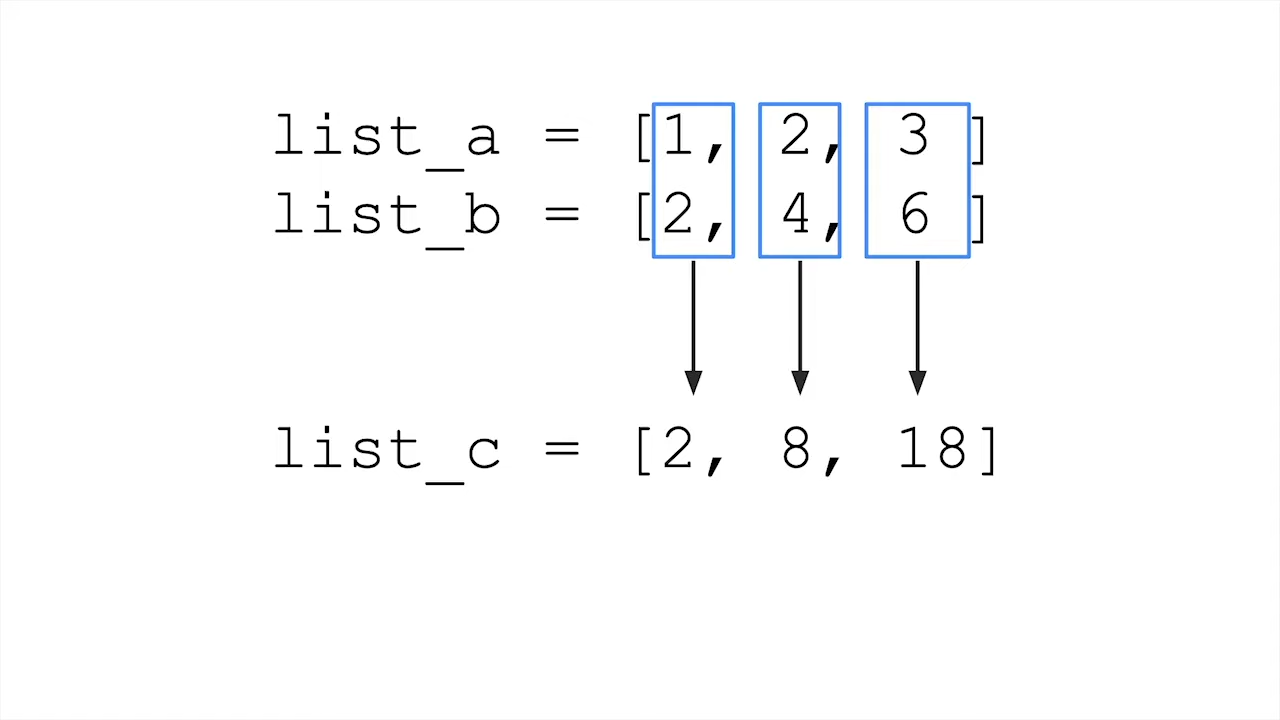 list_a = [1, 2, 3 ]
list_b = [2, 4, 6 ]
list_c = [2, 8, 18]